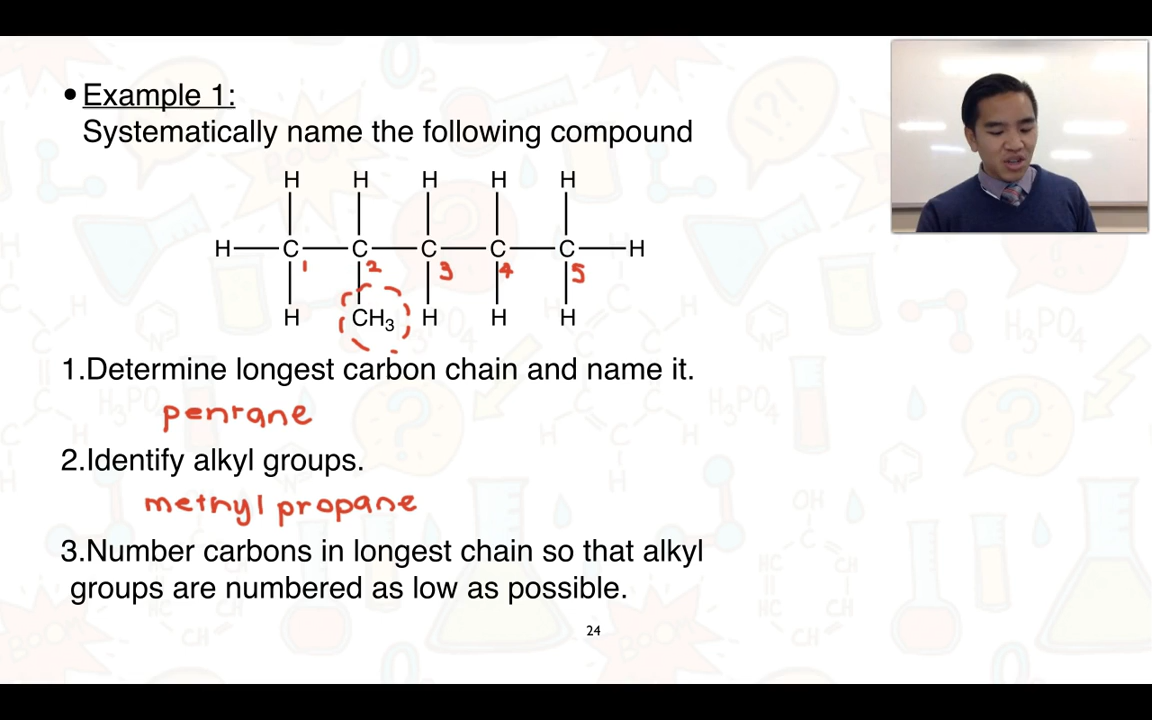 • Example 1:
Systematically name the following compound
H H H H H
H C C C C C H
1 2 3 4 5
H CH3 H H H
1.Determine longest carbon chain and name it.
pentane
2.Identify alkyl groups.
methyl propane
3.Number carbons in longest chain so that alkyl
groups are numbered as low as possible.
24